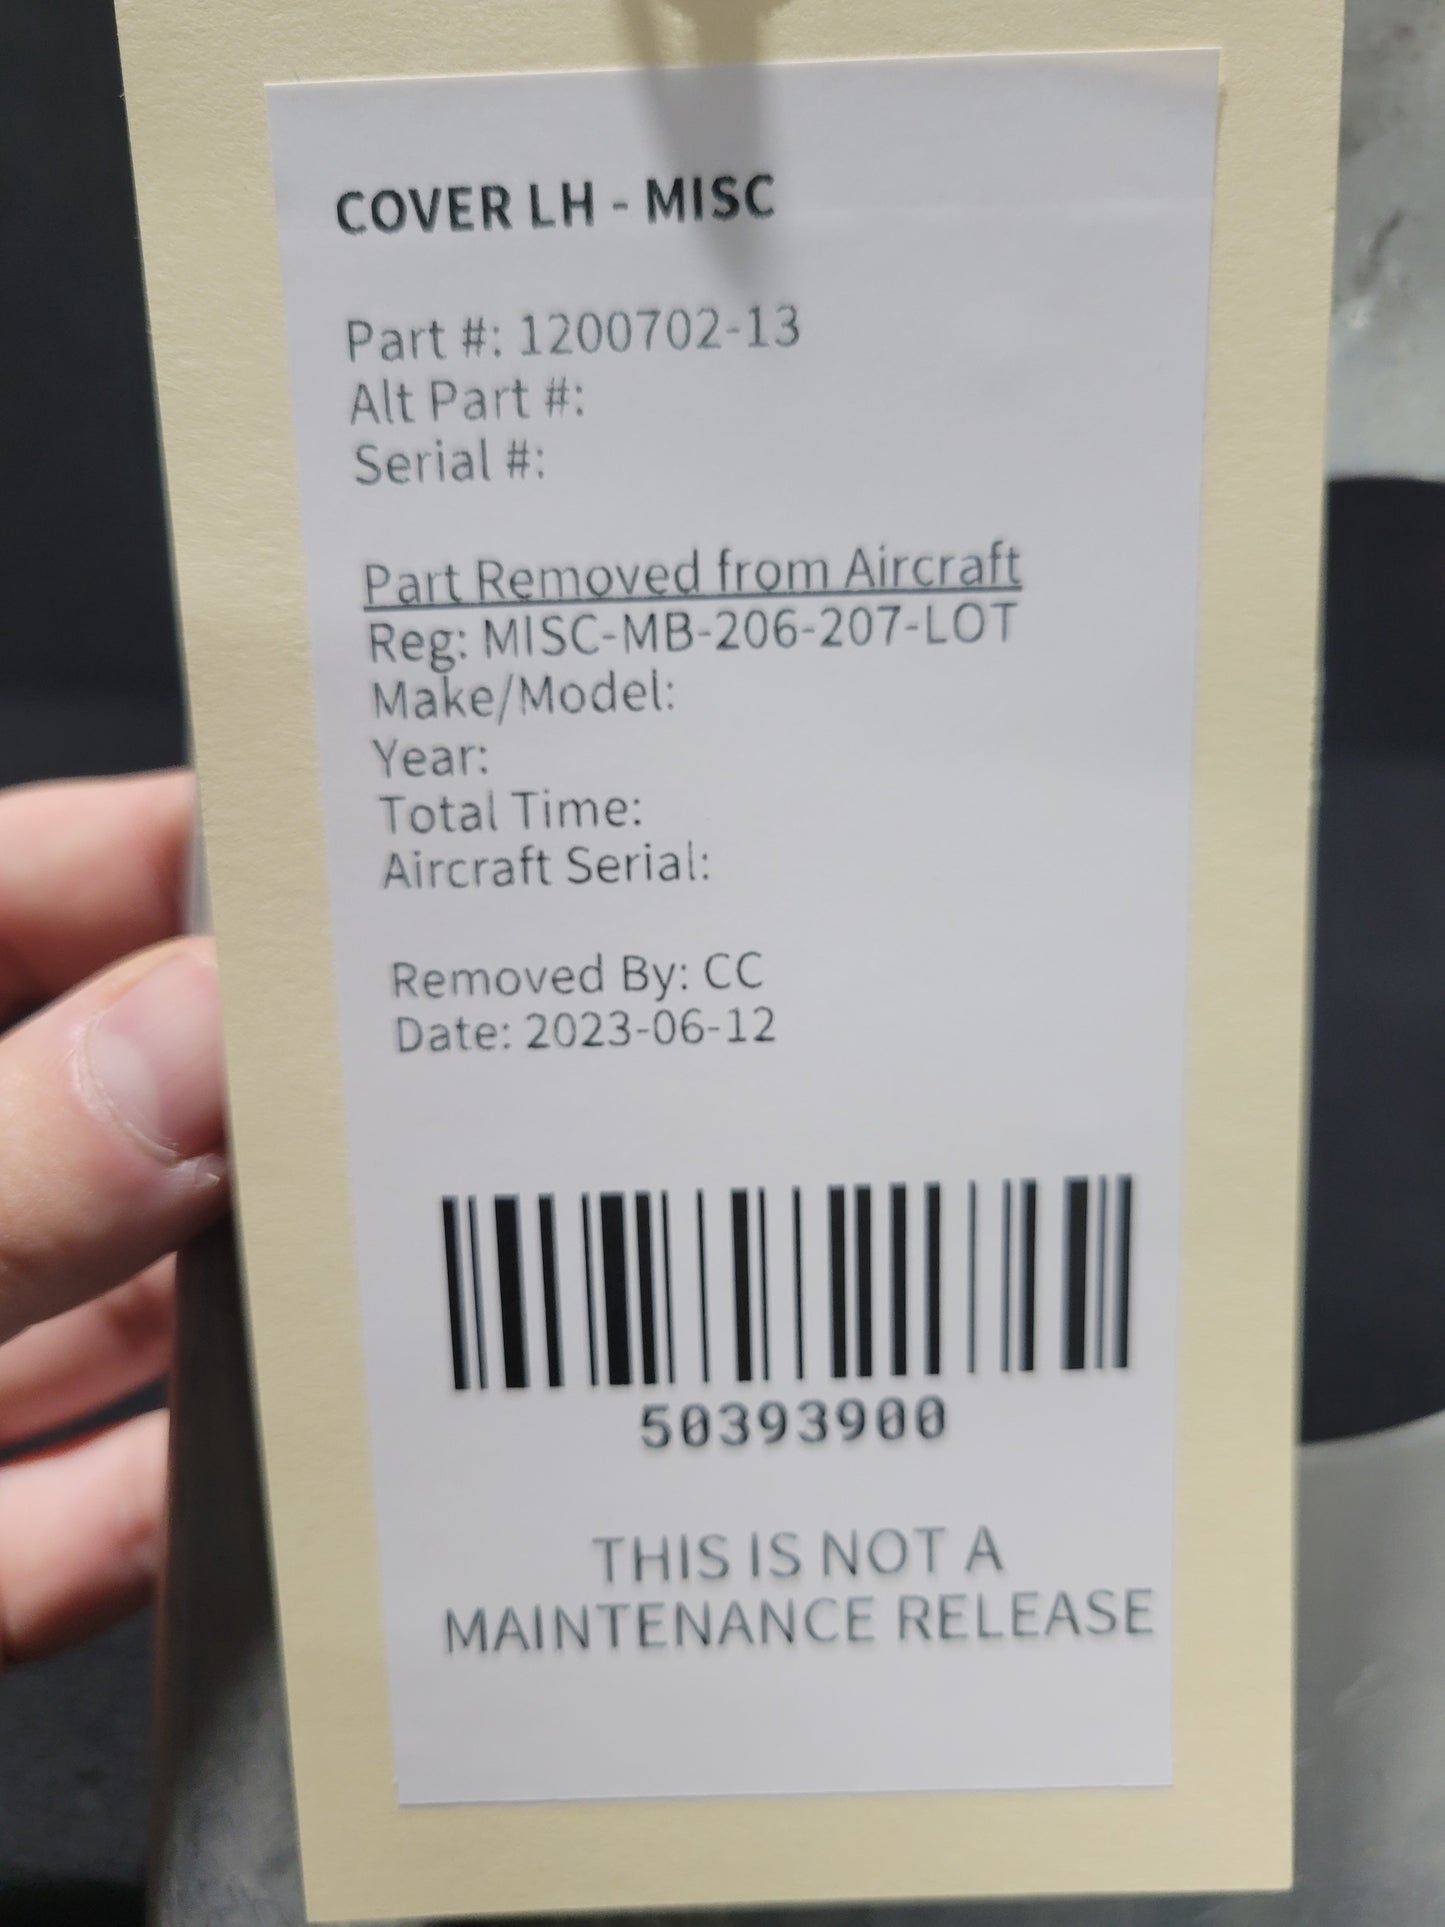 COVER LH - MISC
Part #: 1200702-13
Alt Part #:
Serial #:
Part Removed from Aircraft
Reg: MISC-MB-206-207-LOT
Make/Model:
Year:
Total Time:
Aircraft Serial:
Removed By: CC
Date: 2023-06-12
50393900
THIS IS NOT A
MAINTENANCE RELEASE